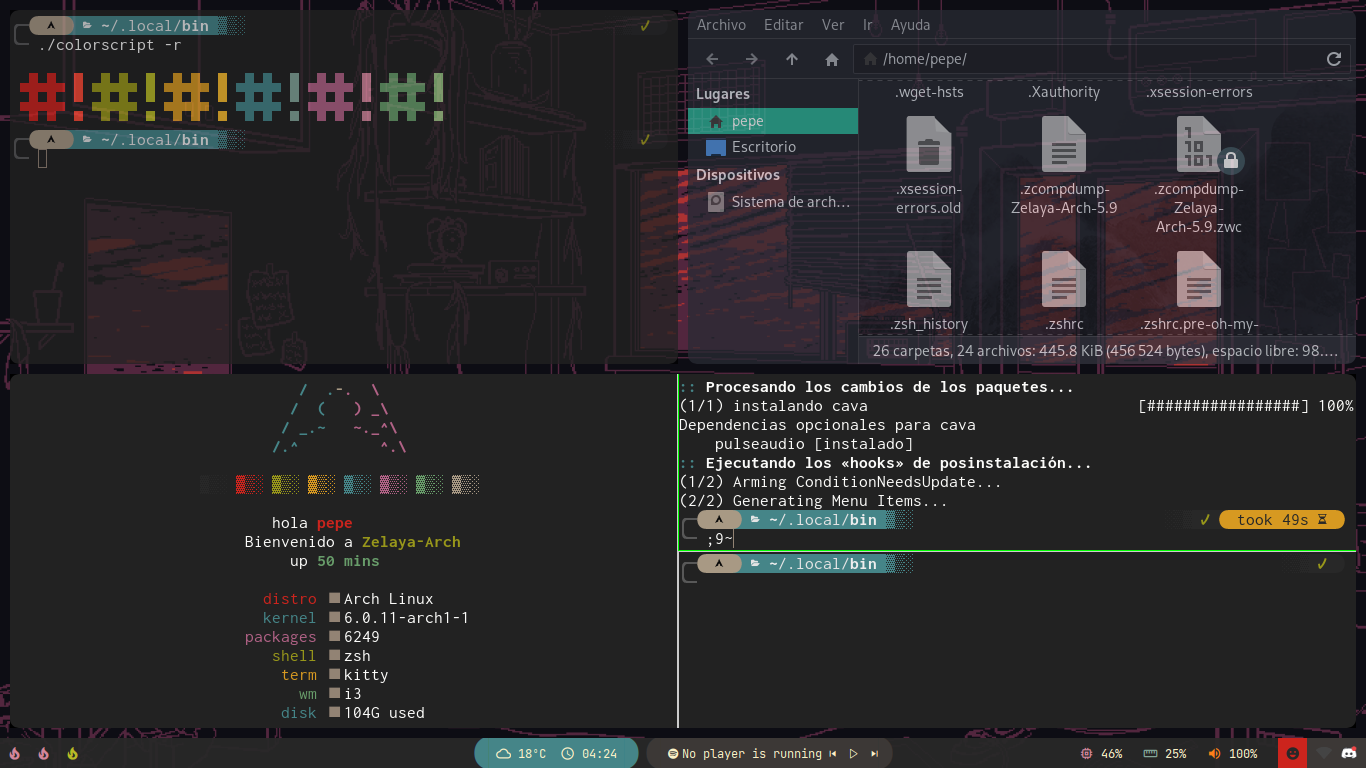 ~/.local/bin ✓
./colorscript -r
#!#!#!#!#!#!
~/.local/bin ✓
Archivo Editar Ver Ir Ayuda
/home/pepe/
Lugares
pepe
Escritorio
Dispositivos
Sistema de arch…
.wget-hsts .Xauthority .xsession-errors
.xsession-
errors.old
.zcompdump-
Zelaya-Arch-5.9
.zcompdump-
Zelaya-
Arch-5.9.zwc
.zsh_history .zshrc .zshrc.pre-oh-my-
26 carpetas, 24 archivos: 445.8 KiB (456 524 bytes), espacio libre: 98.…
hola pepe
Bienvenido a Zelaya-Arch
up 50 mins
distro Arch Linux
kernel 6.0.11-arch1-1
packages 6249
shell zsh
term kitty
wm i3
disk 104G used
:: Procesando los cambios de los paquetes...
(1/1) instalando cava [#################] 100%
Dependencias opcionales para cava
pulseaudio [instalado]
:: Ejecutando los «hooks» de posinstalación...
(1/2) Arming ConditionNeedsUpdate...
(2/2) Generating Menu Items...
~/.local/bin ✓ took 49s
;9~
~/.local/bin ✓
18°C 04:24 No player is running 46% 25% 100%